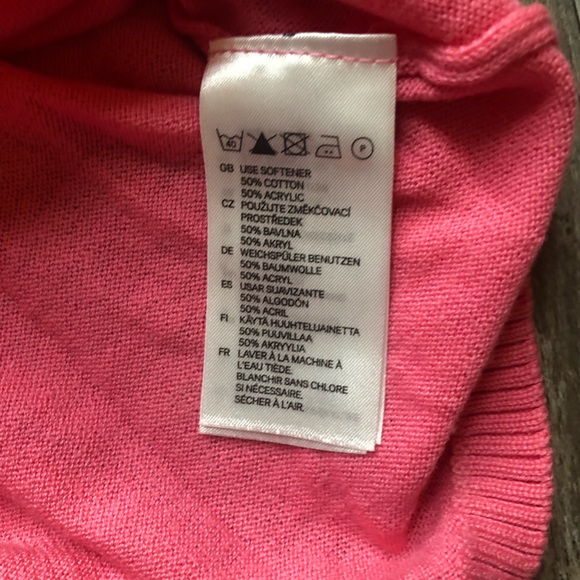 40 P
GB USE SOFTENER
50% COTTON
50% ACRYLIC
CZ POUŽIJTE ZMĚKČOVACÍ
PROSTŘEDEK
50% BAVLNA
50% AKRYL
DE WEICHSPÜLER BENUTZEN
50% BAUMWOLLE
50% ACRYL
ES USAR SUAVIZANTE
50% ALGODÓN
50% ACRIL
FI KÄYTÄ HUUHTELUAINETTA
50% PUUVILLAA
50% AKRYYLIA
FR LAVER À LA MACHINE À
L'EAU TIÈDE.
BLANCHIR SANS CHLORE
SI NÉCESSAIRE.
SÉCHER À L'AIR.